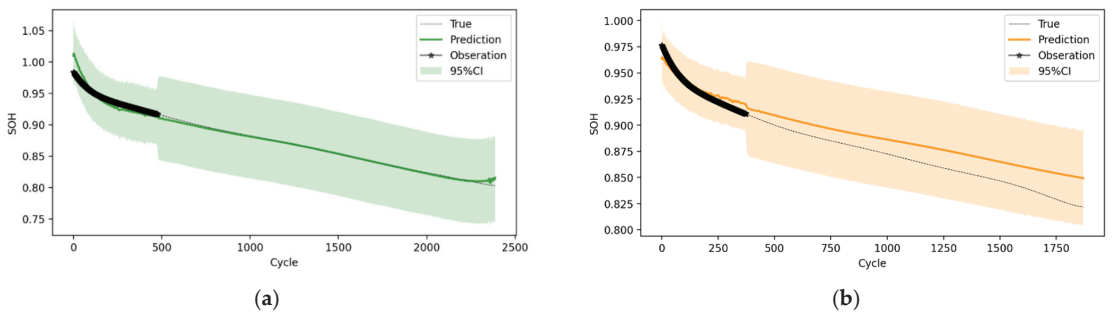 1.05
1.00
0.95
0.90
0.85
0.80
0.75
SOH
0
500
1000
1500
2000
2500
Cycle
True
Prediction
Obseration
95%CI
(a)
1.000
0.975
0.950
0.925
0.900
0.875
0.850
0.825
0.800
SOH
0
250
500
750
1000
1250
1500
1750
Cycle
True
Prediction
Obseration
95%CI
(b)